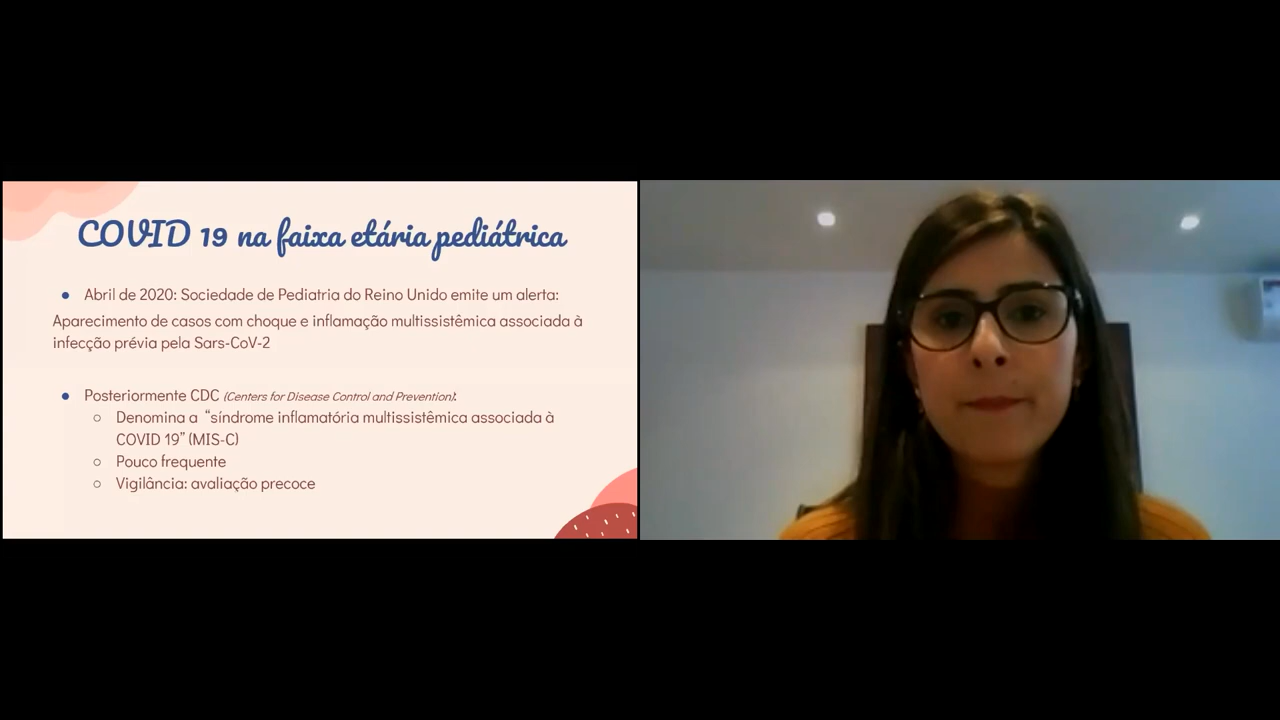 COVID 19 na faixa etária pediátrica
● Abril de 2020: Sociedade de Pediatria do Reino Unido emite um alerta:
Aparecimento de casos com choque e inflamação multissistêmica associada à
infecção prévia pela Sars-CoV-2
● Posteriormente CDC (Centers for Disease Control and Prevention):
○ Denomina a "síndrome inflamatória multissistêmica associada à
COVID 19" (MIS-C)
○ Pouco frequente
○ Vigilância: avaliação precoce